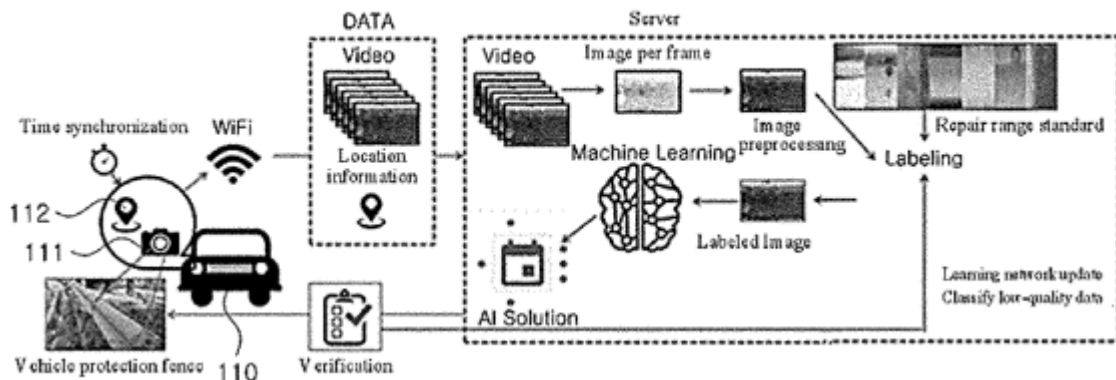 DATA
Server
Video
Video
Image per frame
Time synchronization
WiFi
Image
preprocessing
Repair range standard
Location
information
Machine Learning
Labeling
112
111
Labeled Image
Learning network update
Classify low-quality data
AI Solution
Vehicle protection fence
110
Verification